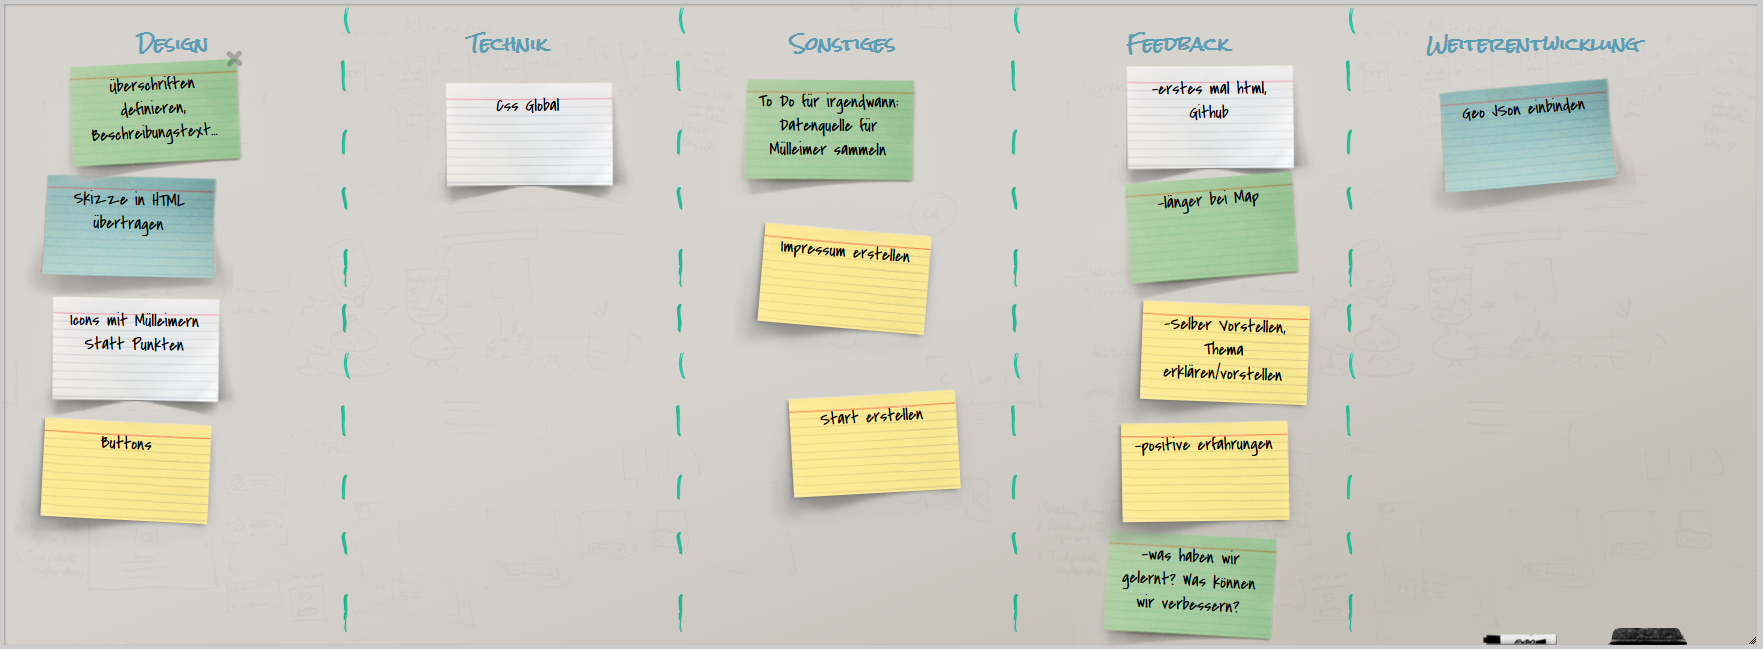 Design
überschriften
definieren,
Beschreibungstext...
Skizze in HTML
übertragen
Icons mit Mülleimern
Statt Punkten
Buttons
Technik
Css Global
Sonstiges
To Do für irgendwann:
Datenquelle für
Mülleimer sammeln
Impressum erstellen
Start erstellen
Feedback
-erstes mal html,
Github
-länger bei Map
-Selber Vorstellen,
Thema
erklären/vorstellen
-positive erfahrungen
-was haben wir
gelernt? Was können
wir verbessern?
Weiterentwicklung
Geo JSon einbinden
EXPO